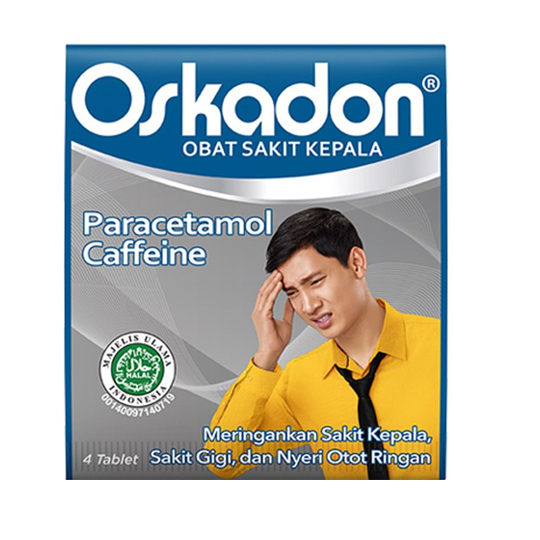 Oskadon®
OBAT SAKIT KEPALA
Paracetamol
Caffeine
MAJELIS ULAMA
HALAL
INDONESIA
00140097140719
Meringankan Sakit Kepala,
4 Tablet
Sakit Gigi, dan Nyeri Otot Ringan